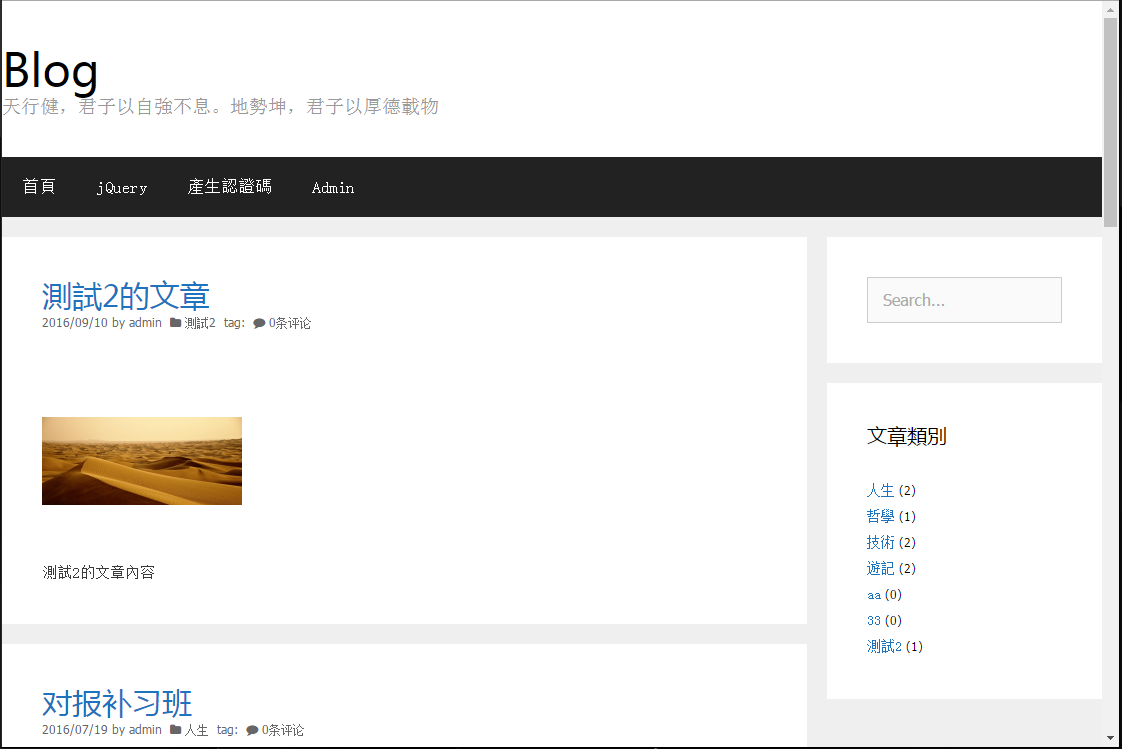 Blog
天行健，君子以自強不息。地勢坤，君子以厚德載物
首頁 jQuery 產生認證碼 Admin
測試2的文章
2016/09/10 by admin 測試2 tag: 0条评论
測試2的文章內容
对报补习班
2016/07/19 by admin 人生 tag: 0条评论
Search...
文章類別
人生 (2)
哲學 (1)
技術 (2)
遊記 (2)
aa (0)
33 (0)
測試2 (1)